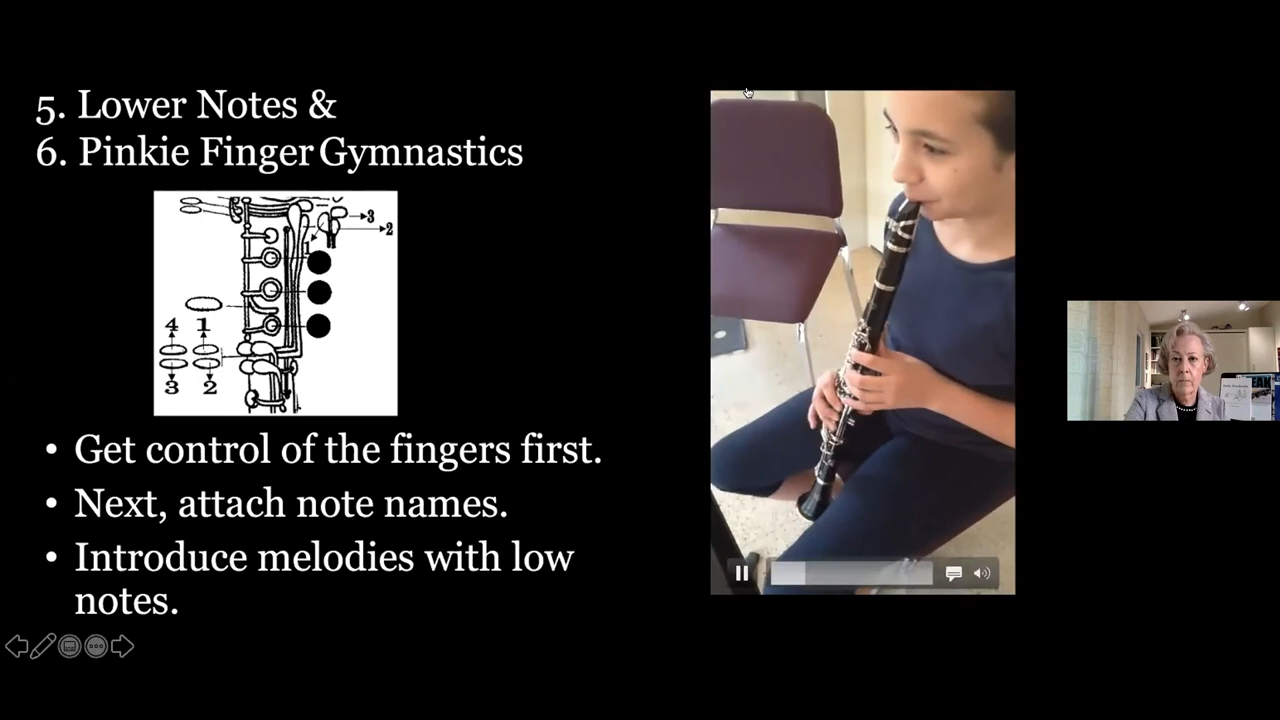 5. Lower Notes &
6. Pinkie Finger Gymnastics
3
2
1
4 1
3 2
• Get control of the fingers first.
• Next, attach note names.
• Introduce melodies with low
notes.